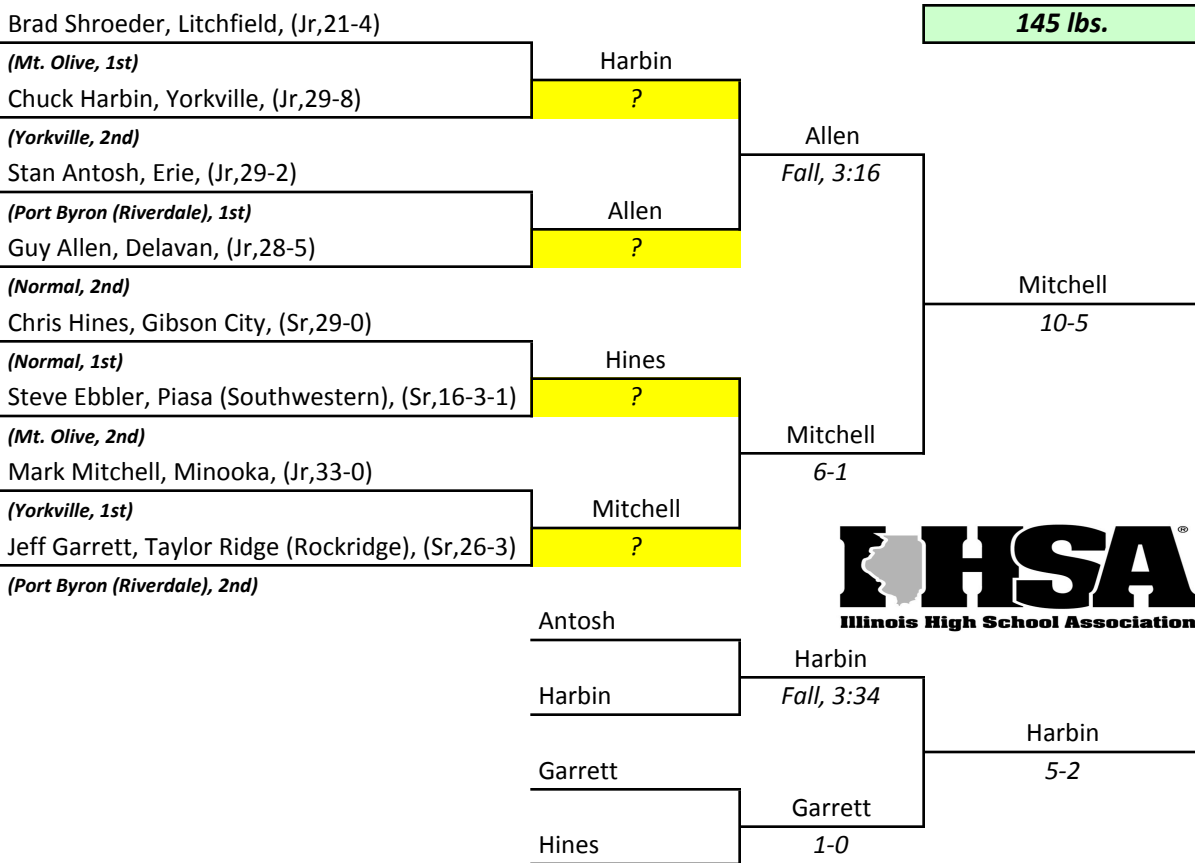 Brad Shroeder, Litchfield, (Jr,21-4)
145 lbs.
(Mt. Olive, 1st)
Harbin
Chuck Harbin, Yorkville, (Jr,29-8)
?
(Yorkville, 2nd)
Allen
Stan Antosh, Erie, (Jr,29-2)
Fall, 3:16
(Port Byron (Riverdale), 1st)
Allen
Guy Allen, Delavan, (Jr,28-5)
?
(Normal, 2nd)
Mitchell
Chris Hines, Gibson City, (Sr,29-0)
10-5
(Normal, 1st)
Hines
Steve Ebbler, Piasa (Southwestern), (Sr,16-3-1)
?
(Mt. Olive, 2nd)
Mitchell
Mark Mitchell, Minooka, (Jr,33-0)
6-1
(Yorkville, 1st)
Mitchell
Jeff Garrett, Taylor Ridge (Rockridge), (Sr,26-3)
?
(Port Byron (Riverdale), 2nd)
IHSA®
Illinois High School Association
Antosh
Harbin
Harbin
Fall, 3:34
Harbin
Garrett
5-2
Garrett
Hines
1-0